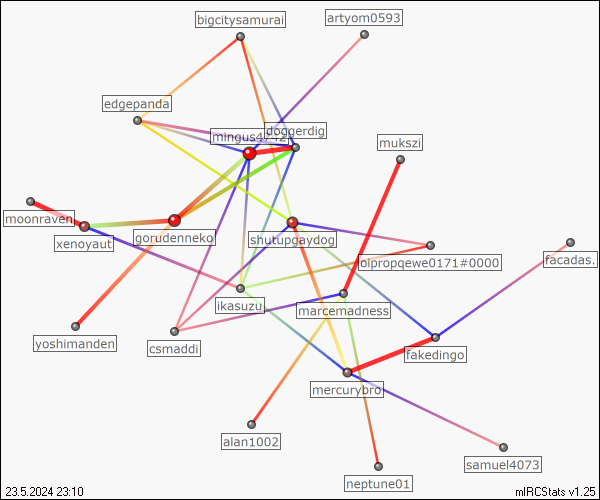 bigcitysamurai
artyom0593
edgepanda
doggerdig
mingus4742
mukszi
moonraven
xenoyaut
gorudenneko
shutupgaydog
oipropqewe0171#0000
facadas.
ikasuzu
marcemadness
yoshimanden
csmaddi
fakedingo
mercurybro
alan1002
samuel4073
neptune01
23.5.2024 23:10
mIRCStats v1.25